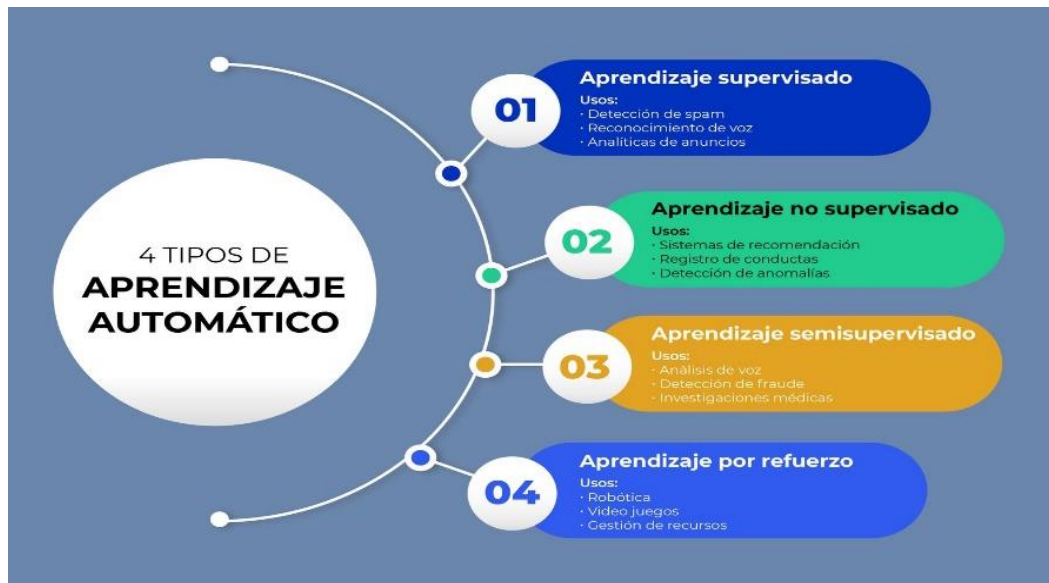 4 TIPOS DE
APRENDIZAJE
AUTOMÁTICO
01
Aprendizaje supervisado
Usos:
· Detección de spam
· Reconocimiento de voz
· Analíticas de anuncios
02
Aprendizaje no supervisado
Usos:
· Sistemas de recomendación
· Registro de conductas
· Detección de anomalías
03
Aprendizaje semisupervisado
Usos:
· Análisis de voz
· Detección de fraude
· Investigaciones médicas
04
Aprendizaje por refuerzo
Usos:
· Robótica
· Video juegos
· Gestión de recursos